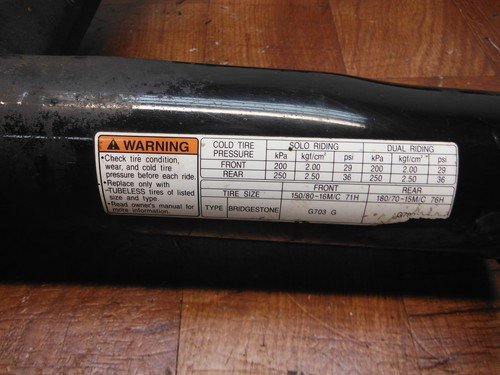 WARNING
•Check tire condition,
wear, and cold tire
pressure before each ride.
•Replace only with
TUBELESS tires of listed
size and type.
•Read owner's manual for
more information.
COLD TIRE PRESSURE SOLO RIDING DUAL RIDING
kPa kgf/cm² psi kPa kgf/cm² psi
FRONT 200 2.00 29 200 2.00 29
REAR 250 2.50 36 250 2.50 36
FRONT REAR
TIRE SIZE 150/80-16M/C 71H 180/70-15M/C 76H
TYPE BRIDGESTONE G703 G